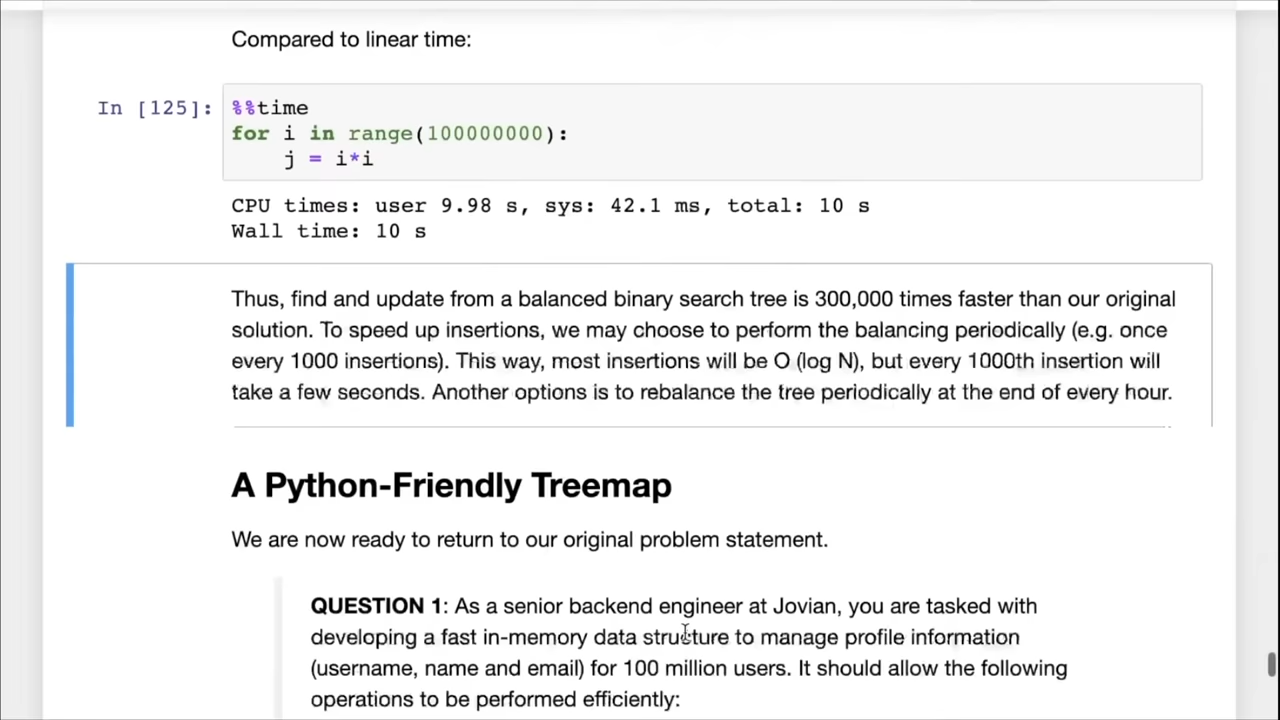 Compared to linear time:
In [125]: %%time
for i in range(100000000):
    j = i*i
CPU times: user 9.98 s, sys: 42.1 ms, total: 10 s
Wall time: 10 s
Thus, find and update from a balanced binary search tree is 300,000 times faster than our original
solution. To speed up insertions, we may choose to perform the balancing periodically (e.g. once
every 1000 insertions). This way, most insertions will be O (log N), but every 1000th insertion will
take a few seconds. Another options is to rebalance the tree periodically at the end of every hour.
A Python-Friendly Treemap
We are now ready to return to our original problem statement.
QUESTION 1: As a senior backend engineer at Jovian, you are tasked with
developing a fast in-memory data structure to manage profile information
(username, name and email) for 100 million users. It should allow the following
operations to be performed efficiently: